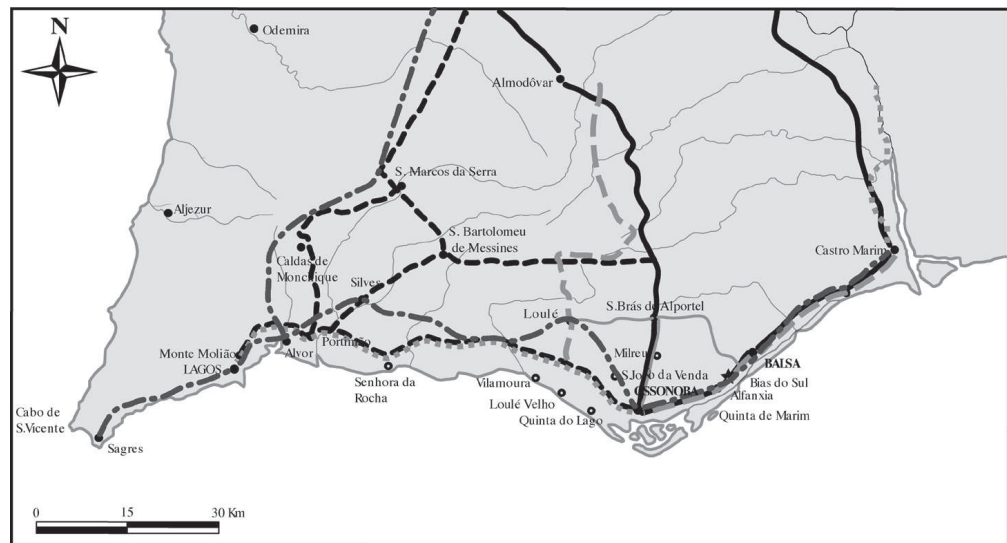 N
Odemira
Almodôvar
S. Marcos da Serra
Aljezur
S. Bartolomeu
de Messines
Castro Marim
Caldas de
Monchique
Silves
S.Brás de Alportel
Loulé
Portimão
Alvor
Monte Molião
LAGOS
Milreu
BALSA
S.João da Venda
Bias do Sul
Senhora da
Rocha
Vilamoura
OSSONOBA
Alfanxia
Loulé Velho
Quinta de Marim
Quinta do Lago
Cabo de
S.Vicente
Sagres
0 15 30 Km